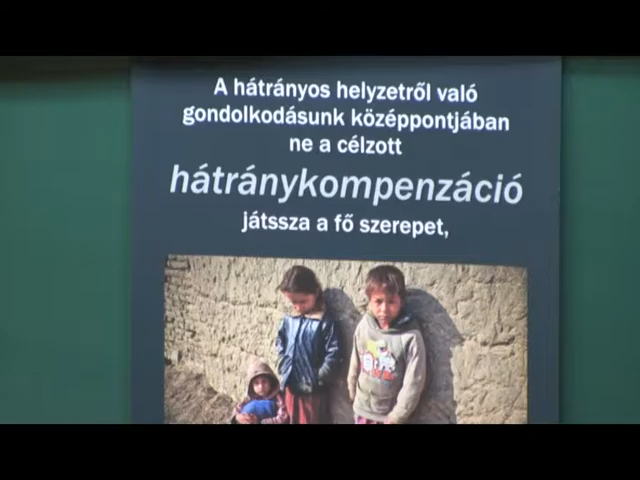 A hátrányos helyzetről való
gondolkodásunk középpontjában
ne a célzott
hátránykompenzáció
játssza a fő szerepet,